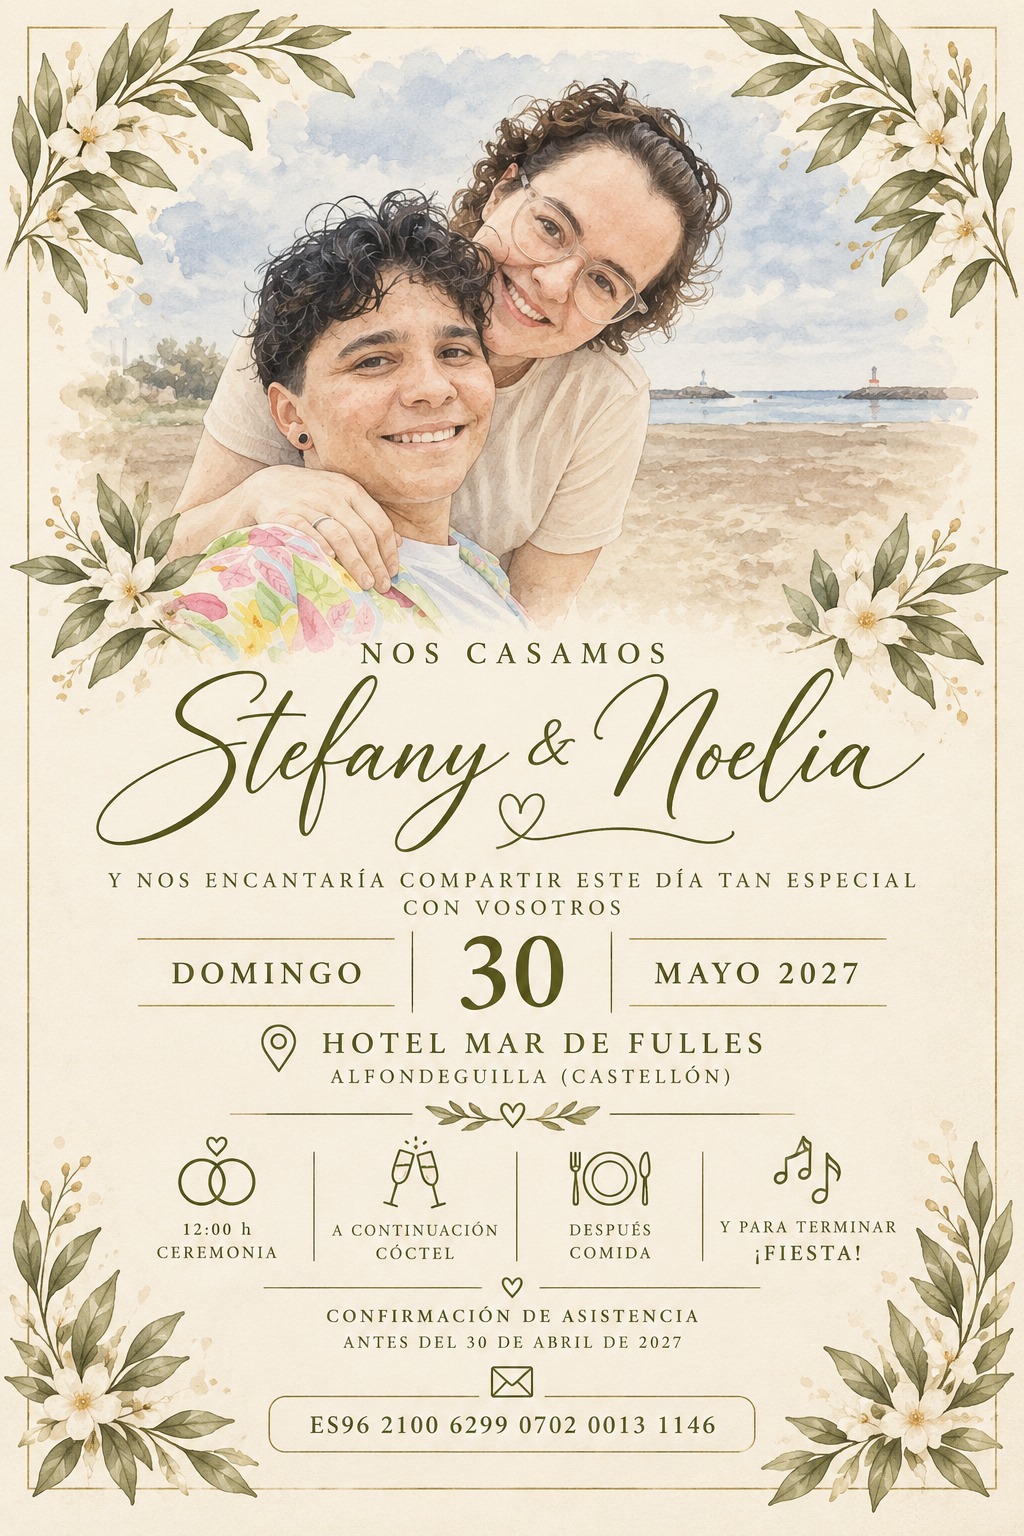 NOS CASAMOS
Stefany & Noelia
Y NOS ENCANTARÍA COMPARTIR ESTE DÍA TAN ESPECIAL
CON VOSOTROS
DOMINGO 30 MAYO 2027
HOTEL MAR DE FULLES
ALFONDEGUILLA (CASTELLÓN)
12:00 h
CEREMONIA
A CONTINUACIÓN
CÓCTEL
DESPUÉS
COMIDA
Y PARA TERMINAR
¡FIESTA!
CONFIRMACIÓN DE ASISTENCIA
ANTES DEL 30 DE ABRIL DE 2027
ES96 2100 6299 0702 0013 1146